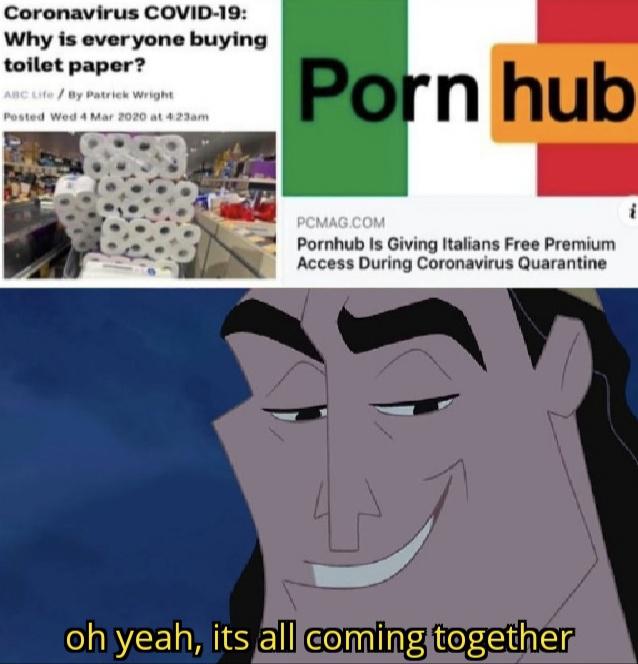 Coronavirus COVID-19:
Why is everyone buying
toilet paper?
ABC Life / By Patrick Wright
Posted Wed 4 Mar 2020 at 4:23am
Porn hub
i
PCMAG.COM
Pornhub Is Giving Italians Free Premium
Access During Coronavirus Quarantine
oh yeah, its all coming together